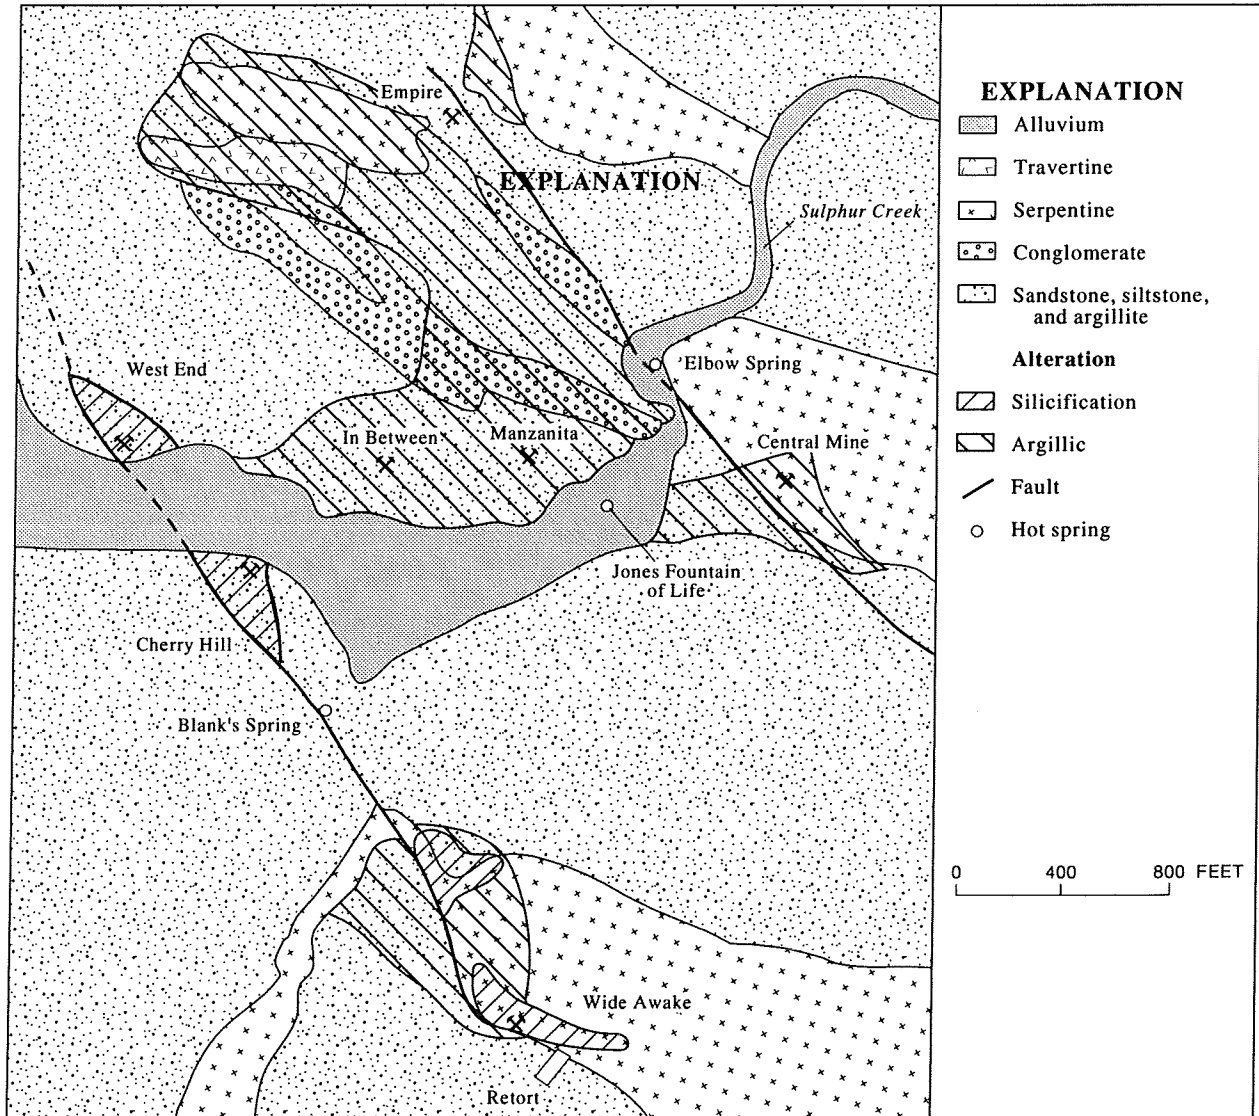 Empire
EXPLANATION
Sulphur Creek
West End
Elbow Spring
In Between
Manzanita
Central Mine
Jones Fountain
of Life
Cherry Hill
Blank's Spring
Wide Awake
Retort
EXPLANATION
Alluvium
Travertine
Serpentine
Conglomerate
Sandstone, siltstone,
and argillite
Alteration
Silicification
Argillic
Fault
Hot spring
0 400 800 FEET